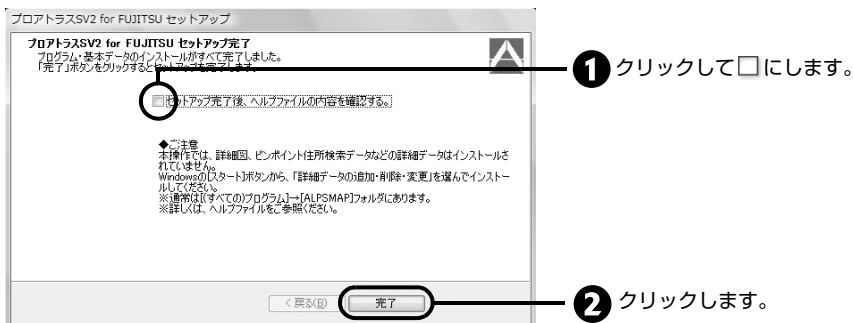 プロアトラスSV2 for FUJITSU セットアップ
プロアトラスSV2 for FUJITSU セットアップ完了
プログラム・基本データのインストールがすべて完了しました。
「完了」ボタンをクリックするとセットアップを完了します。
1 クリックして□にします。
セットアップ完了後、ヘルプファイルの内容を確認する。
◆ご注意
本操作では、詳細図、ピンポイント住所検索データなどの詳細データはインストールさ
れていません。
Windowsの[スタート]ボタンから、「詳細データの追加・削除・変更」を選んでインストー
ルしてください。
※通常は[(すべての)プログラム]→[ALPSMAP]フォルダにあります。
※詳しくは、ヘルプファイルをご参照ください。
< 戻る(B) 完了
2 クリックします。